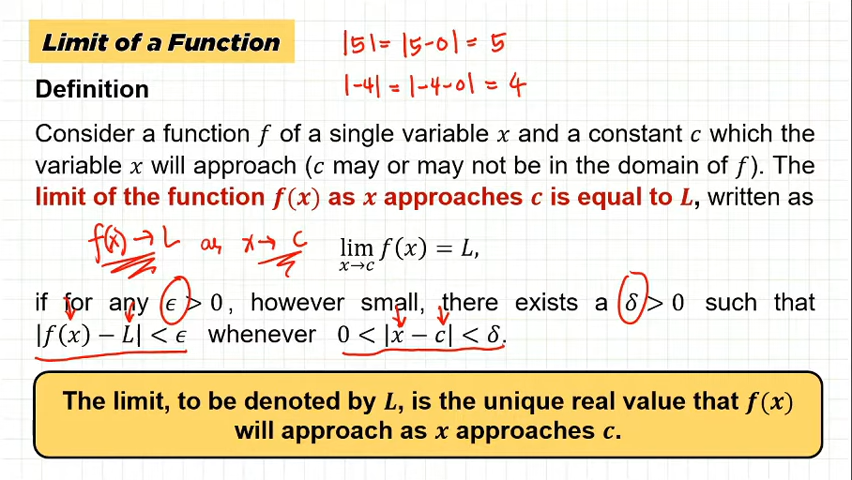 Limit of a Function
|5| = |5-0| = 5
|-4| = |-4-0| = 4
Definition
Consider a function f of a single variable x and a constant c which the
variable x will approach (c may or may not be in the domain of f). The
limit of the function f(x) as x approaches c is equal to L, written as
f(x) → L as x → c
lim f(x) = L,
x→c
if for any ϵ > 0, however small, there exists a δ > 0 such that
|f(x) − L| < ϵ whenever 0 < |x − c| < δ.
The limit, to be denoted by L, is the unique real value that f(x)
will approach as x approaches c.